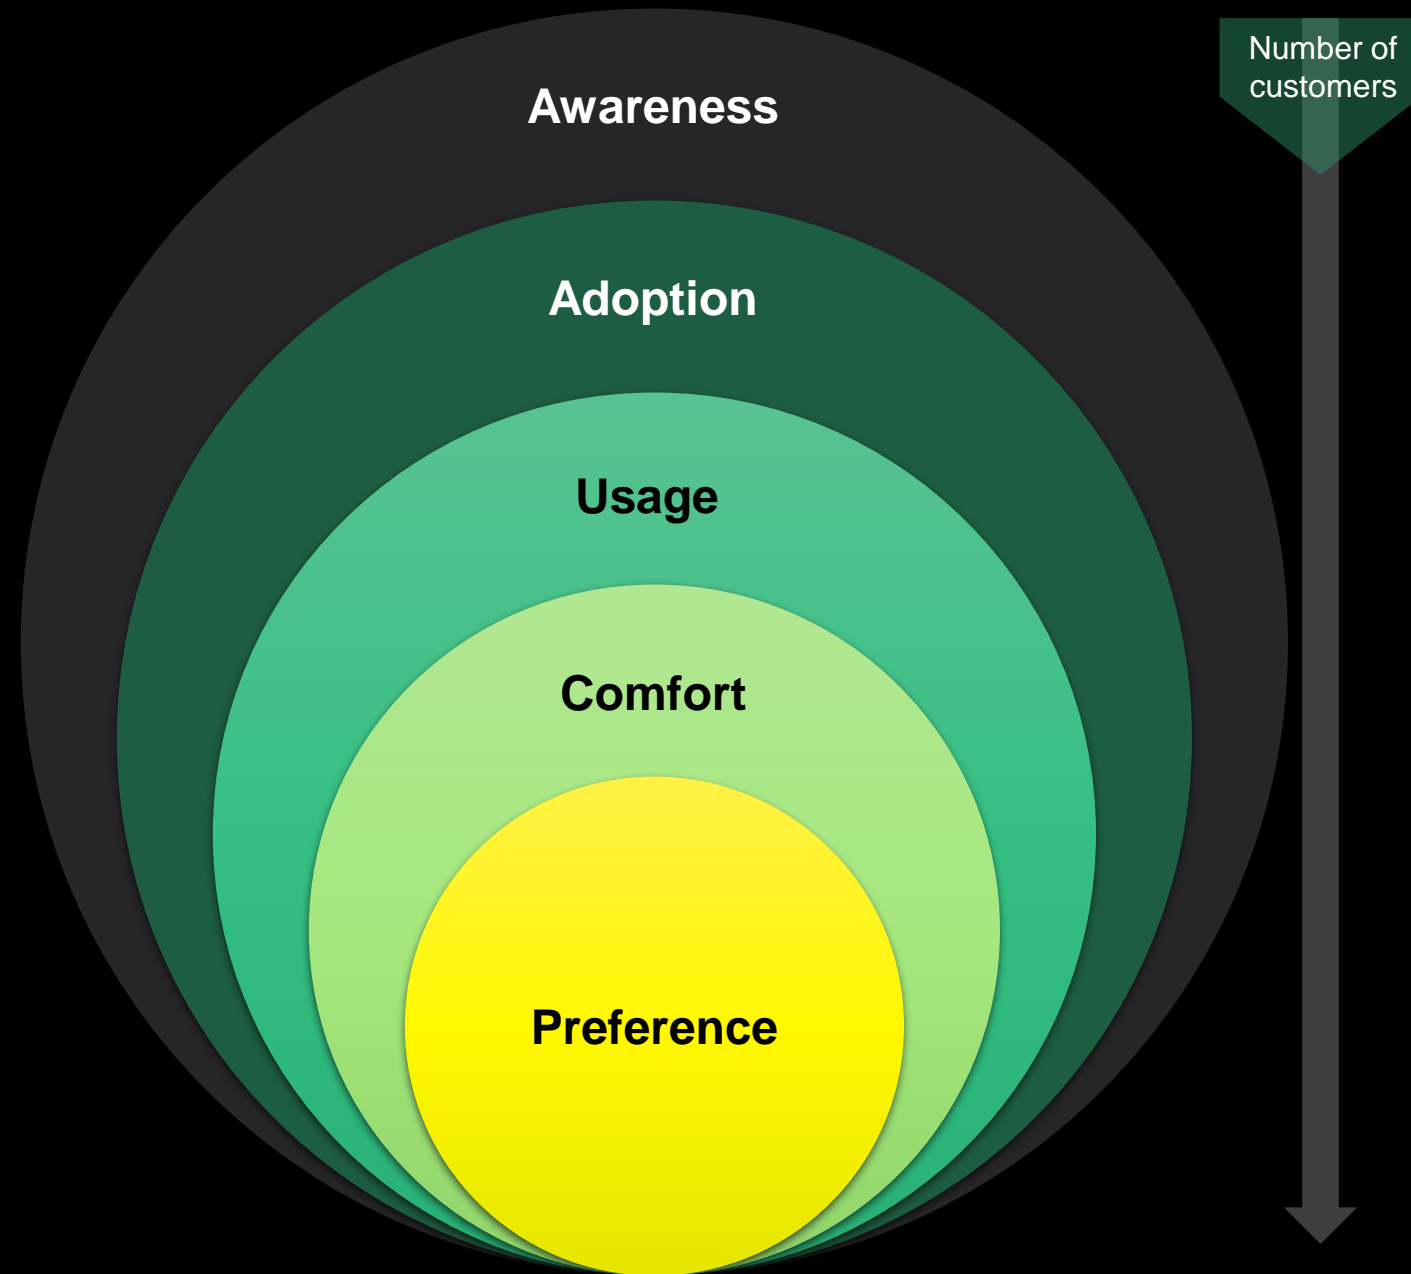 Number of
customers
Awareness
Adoption
Usage
Comfort
Preference